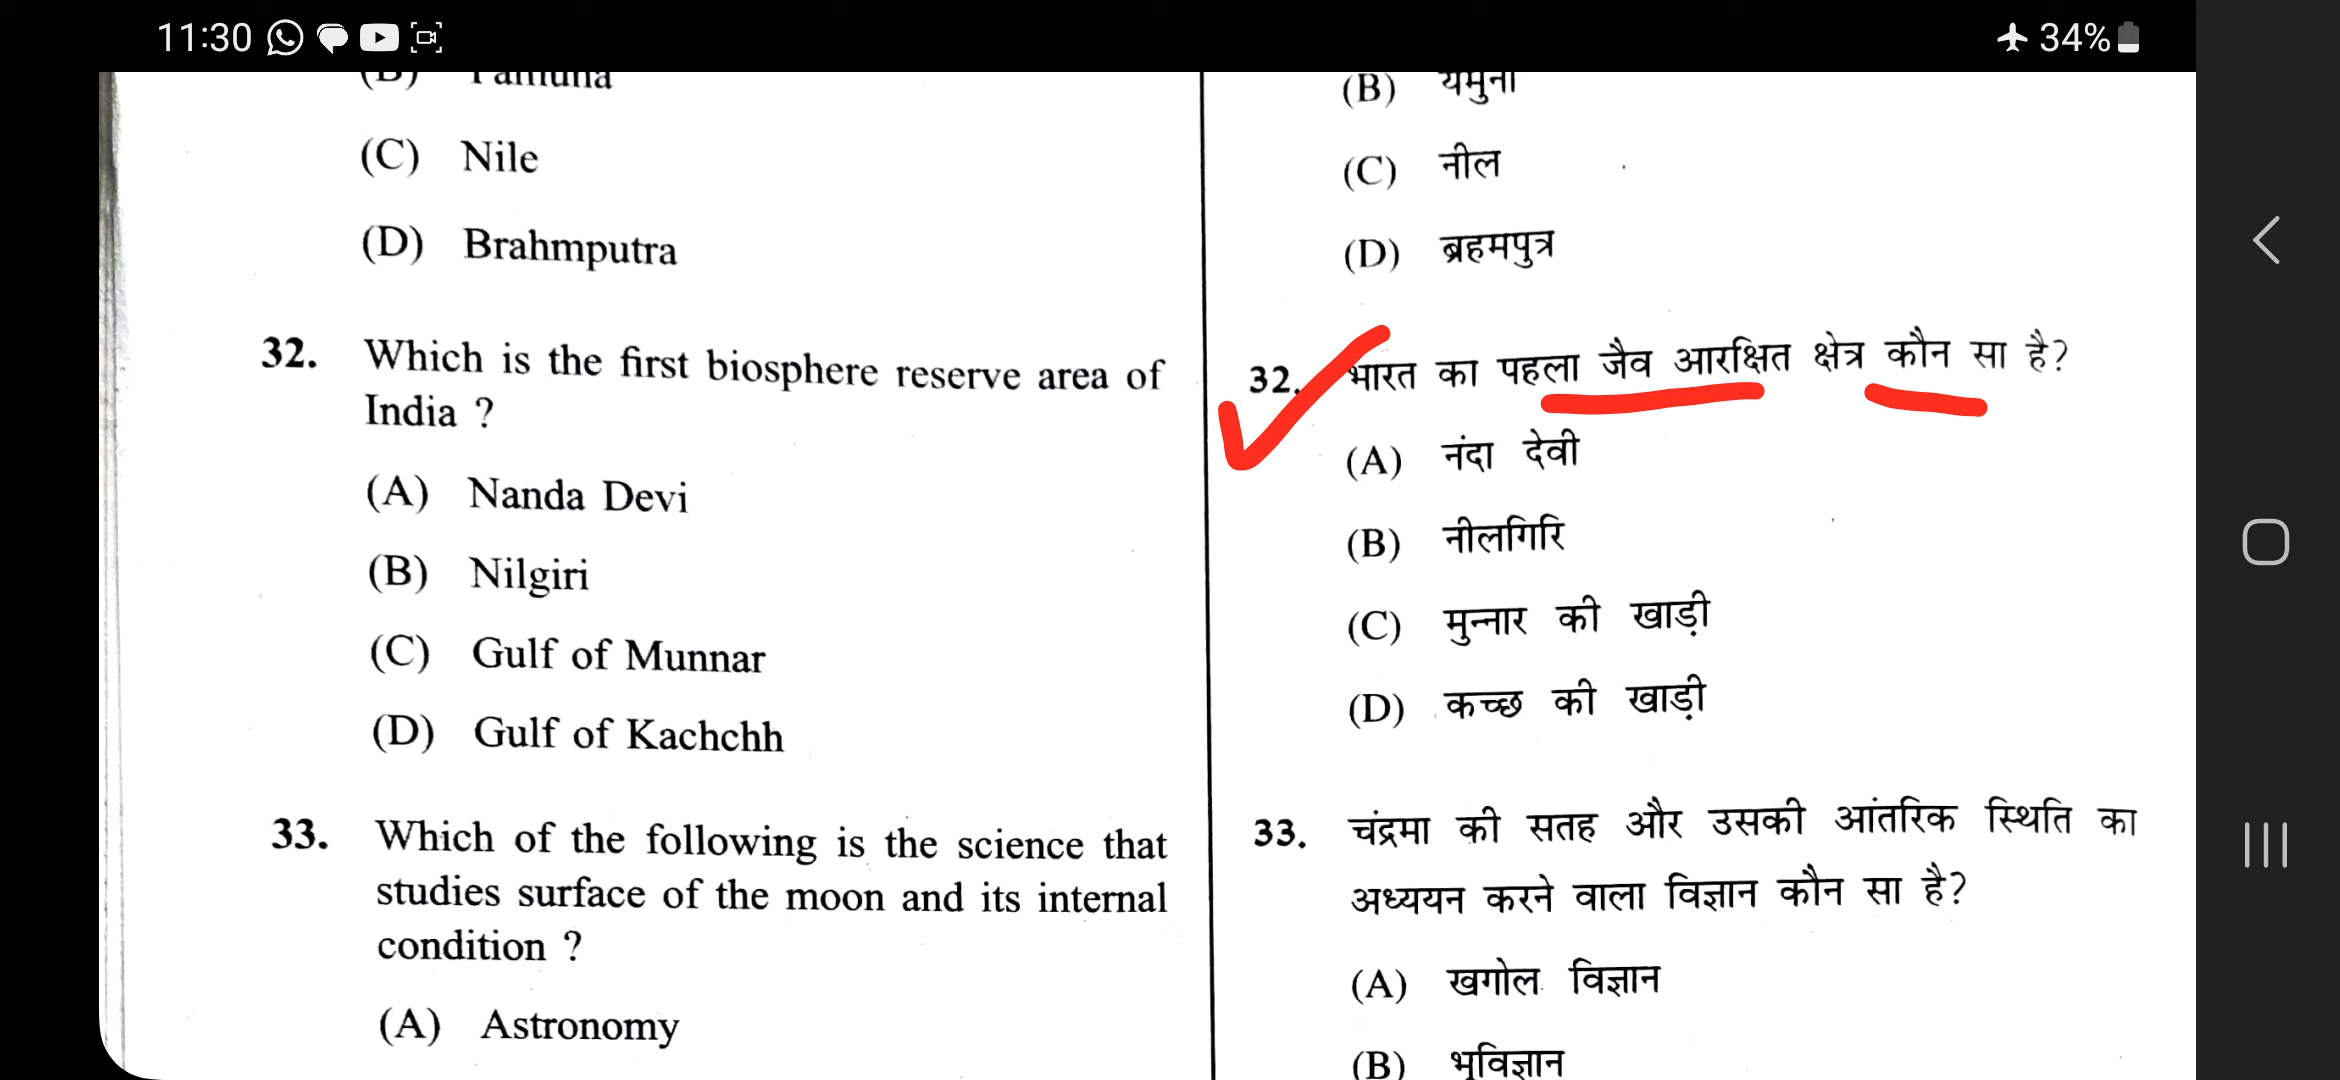 11:30
34%
(C) Nile
(D) Brahmputra
32. Which is the first biosphere reserve area of
India ?
(A) Nanda Devi
(B) Nilgiri
(C) Gulf of Munnar
(D) Gulf of Kachchh
33. Which of the following is the science that
studies surface of the moon and its internal
condition ?
(A) Astronomy
(B) यमुना
(C) नील
(D) ब्रहमपुत्र
32. भारत का पहला जैव आरक्षित क्षेत्र कौन सा है?
(A) नंदा देवी
(B) नीलगिरि
(C) मुन्नार की खाड़ी
(D) कच्छ की खाड़ी
33. चंद्रमा की सतह और उसकी आंतरिक स्थिति का
अध्ययन करने वाला विज्ञान कौन सा है?
(A) खगोल विज्ञान
(B) भूविज्ञान